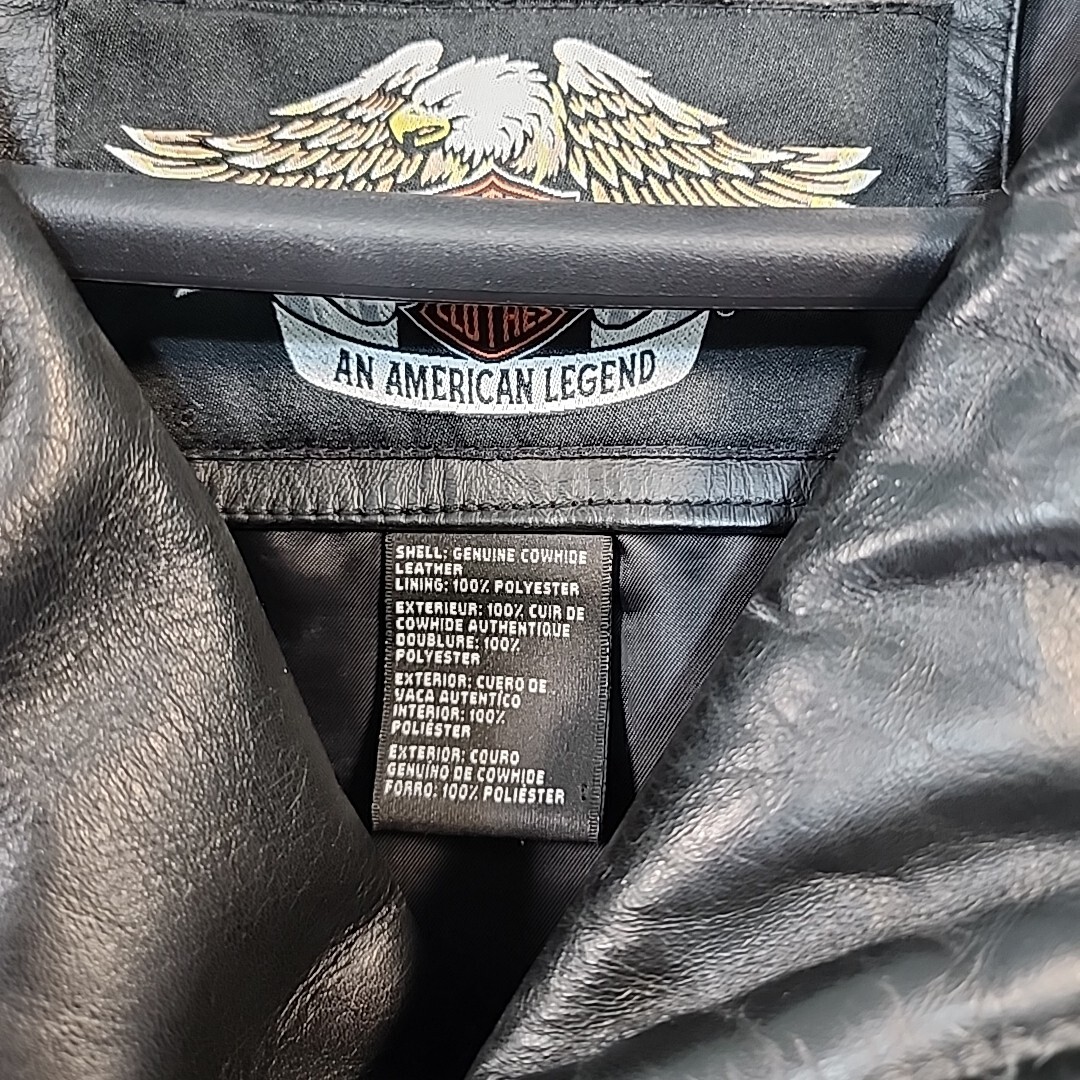 CLOTHES
AN AMERICAN LEGEND
SHELL: GENUINE COWHIDE
LEATHER
LINING: 100% POLYESTER
EXTERIEUR: 100% CUIR DE
COWHIDE AUTHENTIQUE
DOUBLURE: 100%
POLYESTER
EXTERIOR: CUERO DE
VACA AUTENTÍCO
INTERIOR: 100%
POLIÉSTER
EXTERIOR: COURO
GENUÍNO DE COWHIDE
FORRO: 100% POLIÉSTER